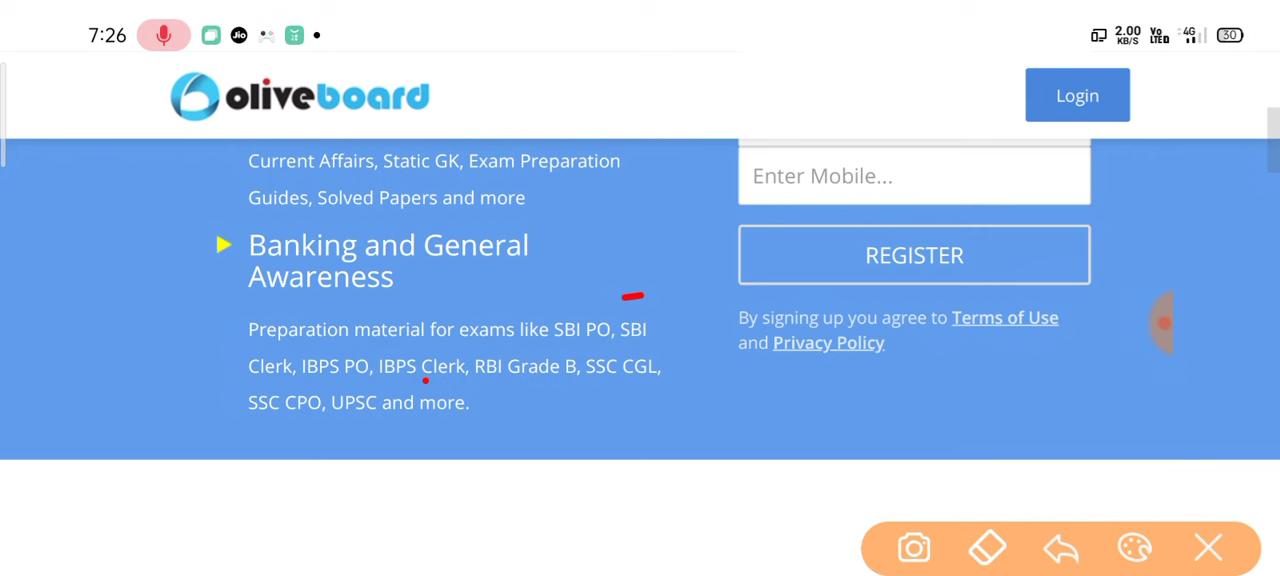 7:26
Jio
2.00
KB/S
Vo
LTE
4G
30
oliveboard
Login
Current Affairs, Static GK, Exam Preparation
Guides, Solved Papers and more
Banking and General
Awareness
Preparation material for exams like SBI PO, SBI
Clerk, IBPS PO, IBPS Clerk, RBI Grade B, SSC CGL,
SSC CPO, UPSC and more.
Enter Mobile...
REGISTER
By signing up you agree to Terms of Use
and Privacy Policy